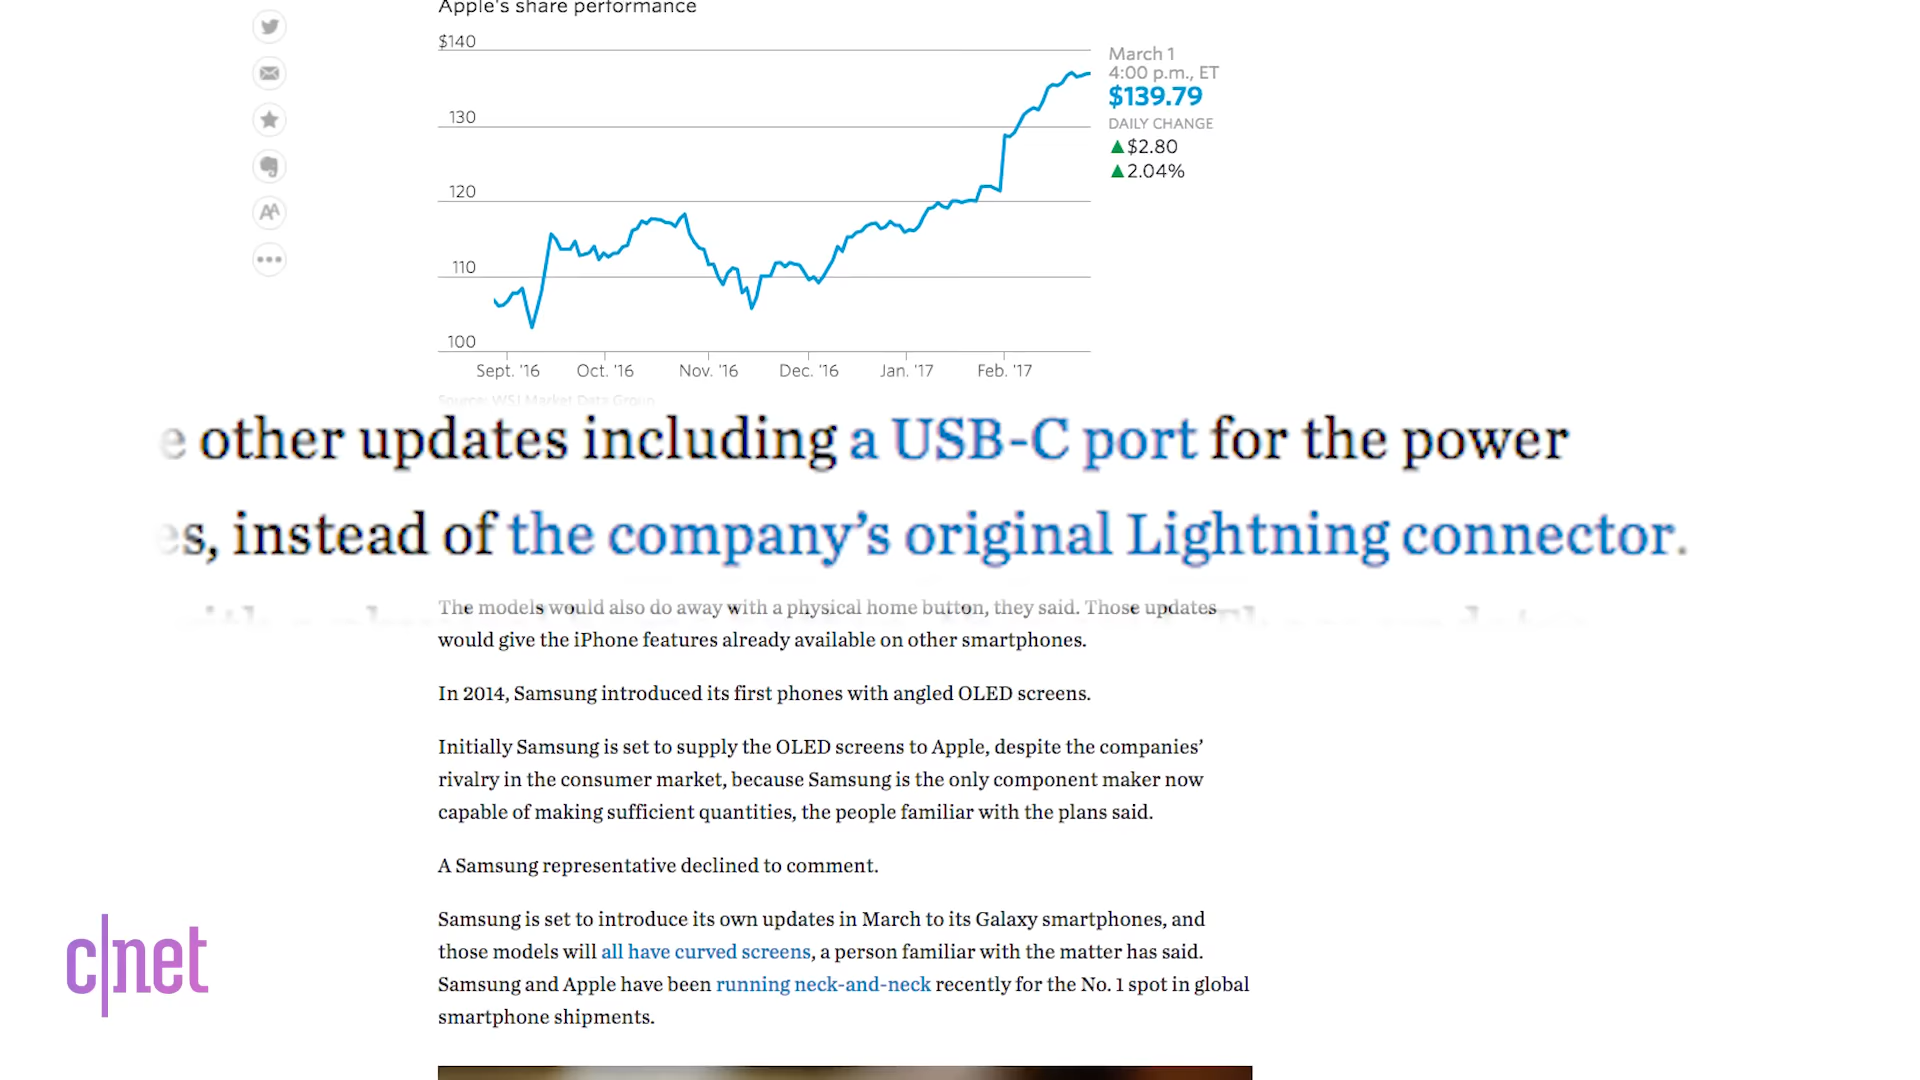 Apple's share performance
$140
130
120
110
100
Sept. '16 Oct. '16 Nov. '16 Dec. '16 Jan. '17 Feb. '17
March 1
4:00 p.m., ET
$139.79
DAILY CHANGE
▲$2.80
▲2.04%
Source: WSJ Market Data Group
e other updates including a USB-C port for the power
es, instead of the company's original Lightning connector.
The models would also do away with a physical home button, they said. Those updates
would give the iPhone features already available on other smartphones.
In 2014, Samsung introduced its first phones with angled OLED screens.
Initially Samsung is set to supply the OLED screens to Apple, despite the companies'
rivalry in the consumer market, because Samsung is the only component maker now
capable of making sufficient quantities, the people familiar with the plans said.
A Samsung representative declined to comment.
Samsung is set to introduce its own updates in March to its Galaxy smartphones, and
those models will all have curved screens, a person familiar with the matter has said.
Samsung and Apple have been running neck-and-neck recently for the No. 1 spot in global
smartphone shipments.
c|net